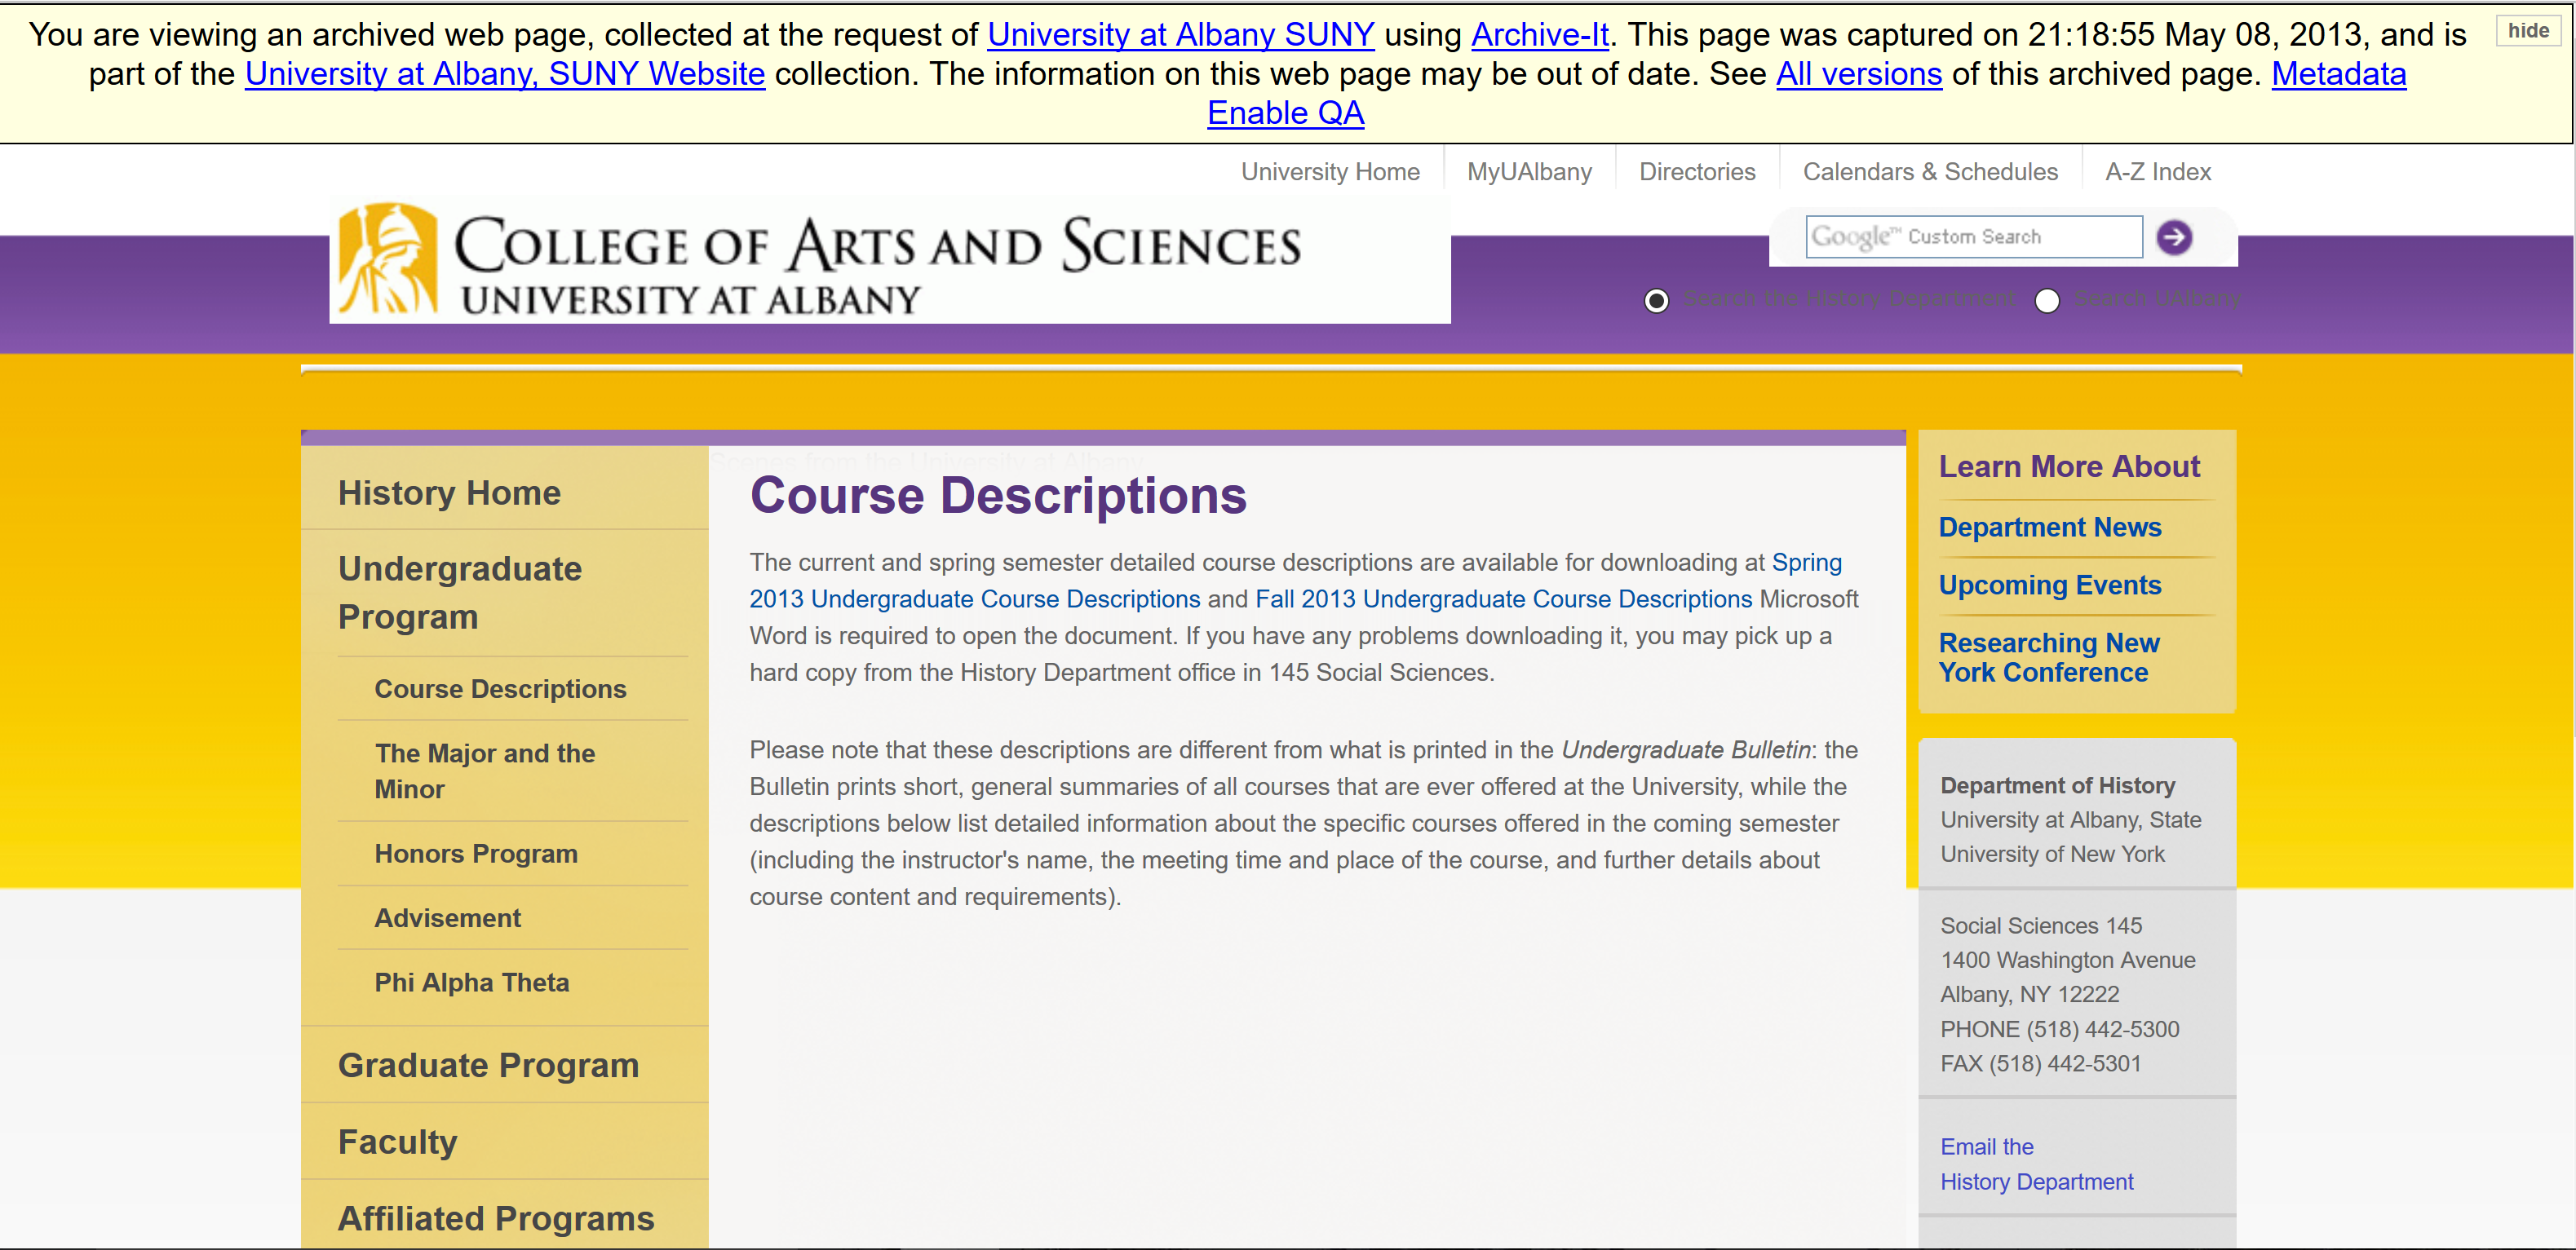 You are viewing an archived web page, collected at the request of University at Albany SUNY using Archive-It. This page was captured on 21:18:55 May 08, 2013, and is
part of the University at Albany, SUNY Website collection. The information on this web page may be out of date. See All versions of this archived page. Metadata
Enable QA
hide
University Home
MyUAlbany
Directories
Calendars & Schedules
A-Z Index
COLLEGE OF ARTS AND SCIENCES
UNIVERSITY AT ALBANY
Google™ Custom Search
Search the History Department
Search UAlbany
History Home
Undergraduate
Program
Course Descriptions
The Major and the
Minor
Honors Program
Advisement
Phi Alpha Theta
Graduate Program
Faculty
Affiliated Programs
Scenes from the University at Albany
Course Descriptions
The current and spring semester detailed course descriptions are available for downloading at Spring
2013 Undergraduate Course Descriptions and Fall 2013 Undergraduate Course Descriptions Microsoft
Word is required to open the document. If you have any problems downloading it, you may pick up a
hard copy from the History Department office in 145 Social Sciences.
Please note that these descriptions are different from what is printed in the Undergraduate Bulletin: the
Bulletin prints short, general summaries of all courses that are ever offered at the University, while the
descriptions below list detailed information about the specific courses offered in the coming semester
(including the instructor's name, the meeting time and place of the course, and further details about
course content and requirements).
Learn More About
Department News
Upcoming Events
Researching New
York Conference
Department of History
University at Albany, State
University of New York
Social Sciences 145
1400 Washington Avenue
Albany, NY 12222
PHONE (518) 442-5300
FAX (518) 442-5301
Email the
History Department